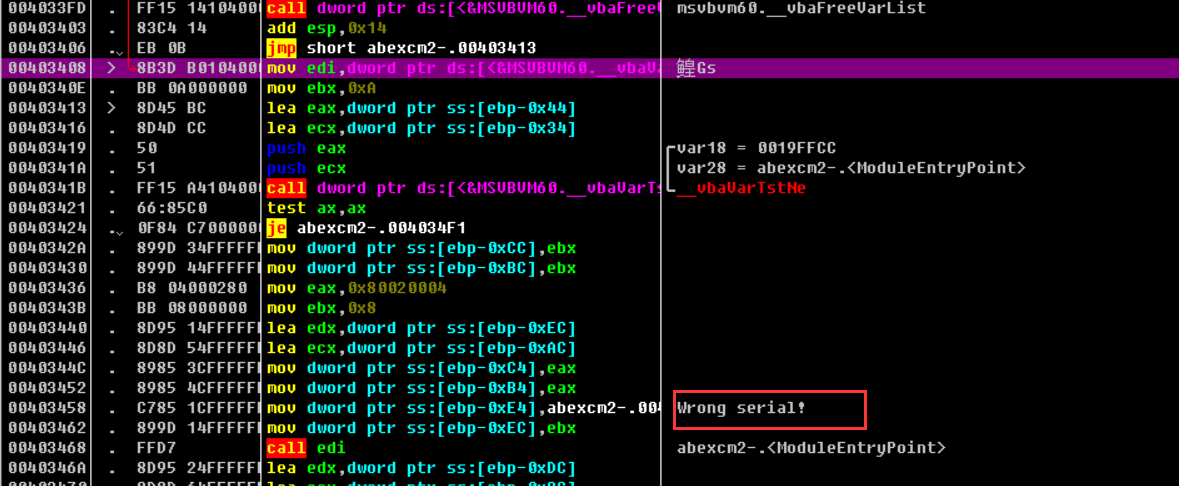 004033FD . FF15 14104000 call dword ptr ds:[<&MSVBVM60.__vbaFreeV msvbvm60.__vbaFreeVarList
00403403 . 83C4 14 add esp,0x14
00403406 . EB 0B jmp short abexcm2-.00403413
00403408 > 8B3D B0104000 mov edi,dword ptr ds:[<&MSVBVM60.__vbaVa Gs
0040340E . BB 0A000000 mov ebx,0xA
00403413 > 8D45 BC lea eax,dword ptr ss:[ebp-0x44]
00403416 . 8D4D CC lea ecx,dword ptr ss:[ebp-0x34]
00403419 . 50 push eax var18 = 0019FFCC
0040341A . 51 push ecx var28 = abexcm2-.<ModuleEntryPoint>
0040341B . FF15 A4104000 call dword ptr ds:[<&MSVBVM60.__vbaVarTs __vbaVarTstNe
00403421 . 66:85C0 test ax,ax
00403424 . 0F84 C7000000 je abexcm2-.004034F1
0040342A . 899D 34FFFFFF mov dword ptr ss:[ebp-0xCC],ebx
00403430 . 899D 44FFFFFF mov dword ptr ss:[ebp-0xBC],ebx
00403436 . B8 04000280 mov eax,0x80020004
0040343B . BB 08000000 mov ebx,0x8
00403440 . 8D95 14FFFFFF lea edx,dword ptr ss:[ebp-0xEC]
00403446 . 8D8D 54FFFFFF lea ecx,dword ptr ss:[ebp-0xAC]
0040344C . 8985 3CFFFFFF mov dword ptr ss:[ebp-0xC4],eax
00403452 . 8985 4CFFFFFF mov dword ptr ss:[ebp-0xB4],eax
00403458 . C785 1CFFFFFF mov dword ptr ss:[ebp-0xE4],abexcm2-.004 Wrong serial!
00403462 . 899D 14FFFFFF mov dword ptr ss:[ebp-0xEC],ebx
00403468 . FFD7 call edi abexcm2-.<ModuleEntryPoint>
0040346A . 8D95 24FFFFFF lea edx,dword ptr ss:[ebp-0xDC]